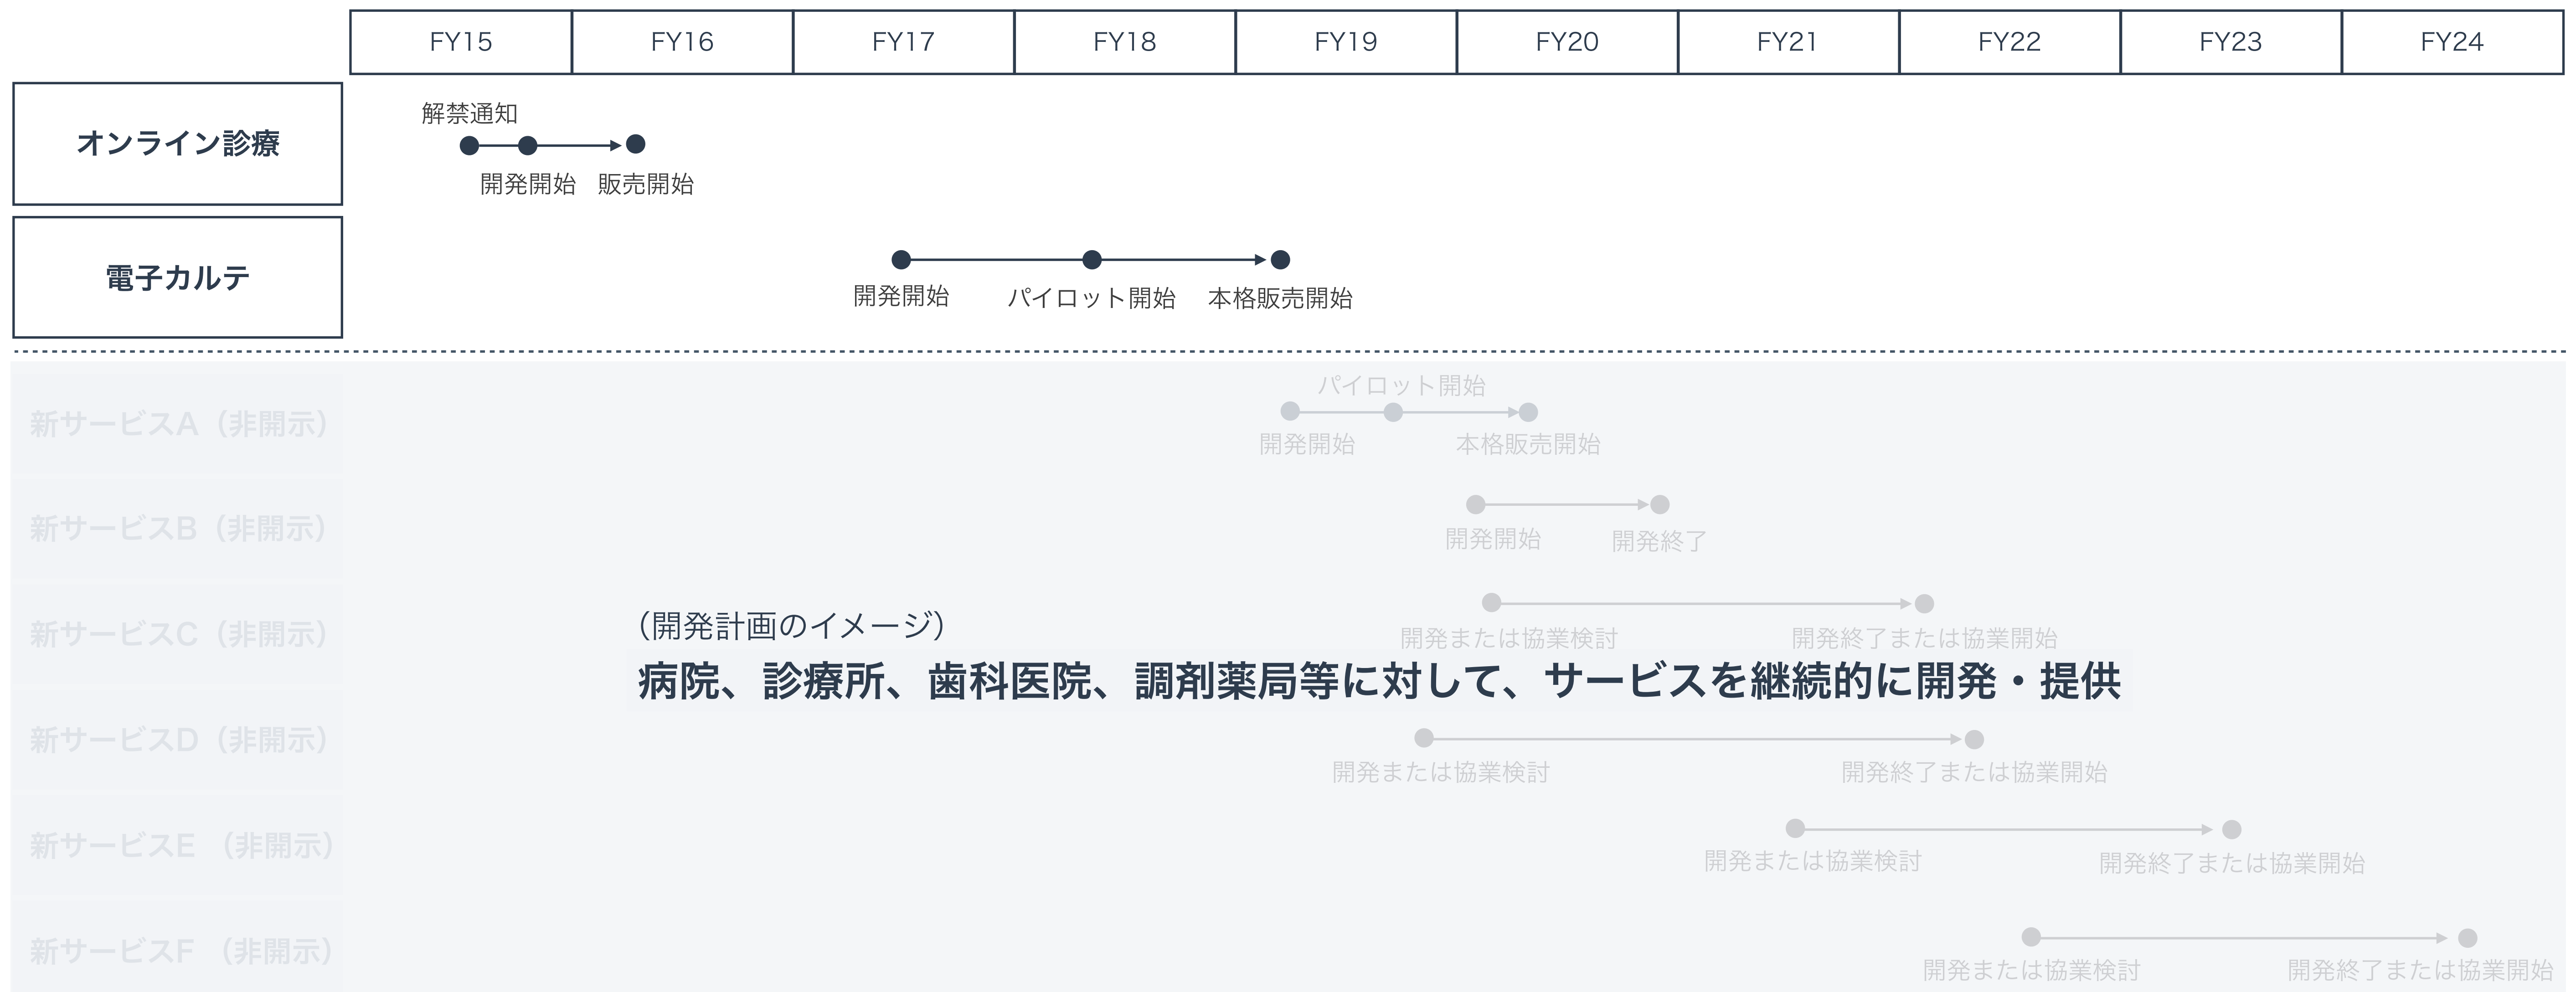 FY15 FY16 FY17 FY18 FY19 FY20 FY21 FY22 FY23 FY24
オンライン診療
解禁通知
開発開始 販売開始
電子カルテ
開発開始 パイロット開始 本格販売開始
新サービスA（非開示）
パイロット開始
開発開始 本格販売開始
新サービスB（非開示）
開発開始 開発終了
新サービスC（非開示）
開発または協業検討 開発終了または協業開始
（開発計画のイメージ）
病院、診療所、歯科医院、調剤薬局等に対して、サービスを継続的に開発・提供
新サービスD（非開示）
開発または協業検討 開発終了または協業開始
新サービスE （非開示）
開発または協業検討 開発終了または協業開始
新サービスF （非開示）
開発または協業検討 開発終了または協業開始